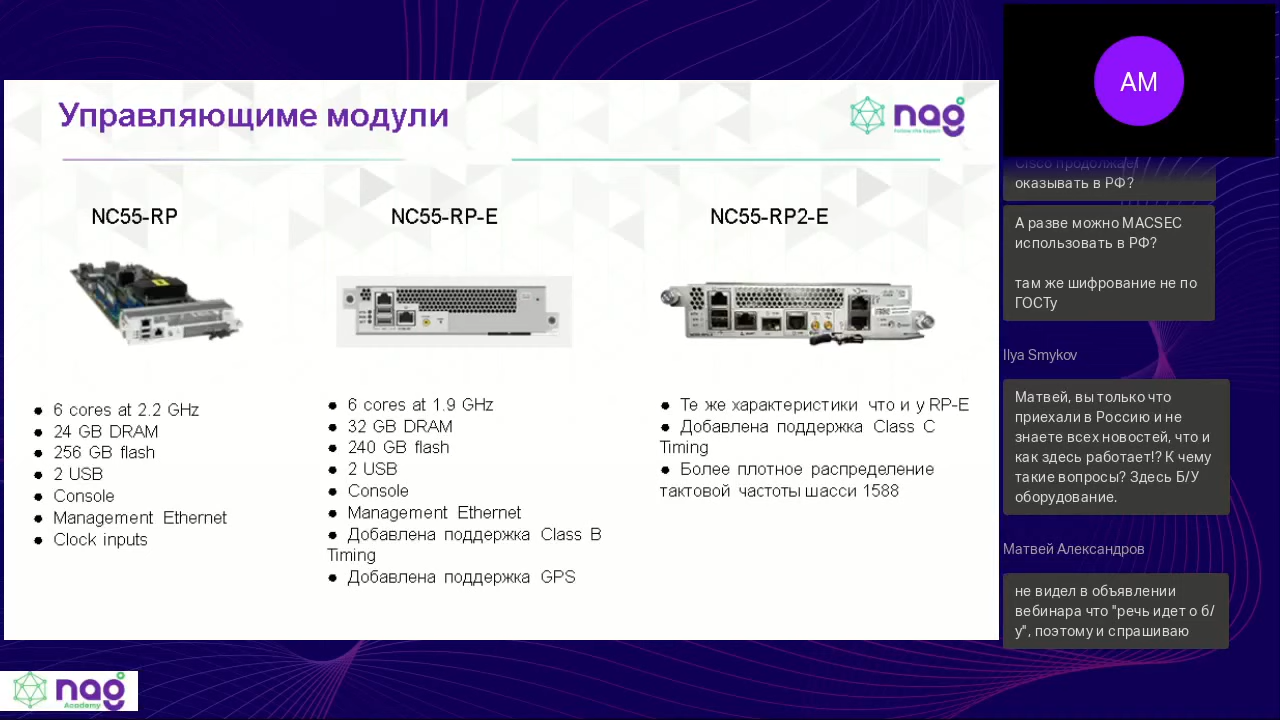 Управляющиме модули
nag
NC55-RP
NC55-RP-E
NC55-RP2-E
● 6 cores at 2.2 GHz
● 24 GB DRAM
● 256 GB flash
● 2 USB
● Console
● Management Ethernet
● Clock inputs
● 6 cores at 1.9 GHz
● 32 GB DRAM
● 240 GB flash
● 2 USB
● Console
● Management Ethernet
● Добавлена поддержка Class B
Timing
● Добавлена поддержка GPS
● Те же характеристики что и у RP-E
● Добавлена поддержка Class C
Timing
● Более плотное распределение
тактовой частоты шасси 1588
nag
Academy
AM
Cisco продолжает
оказывать в РФ?
А разве можно MACSEC
использовать в РФ?
там же шифрование не по
ГОСТу
Ilya Smykov
Матвей, вы только что
приехали в Россию и не
знаете всех новостей, что и
как здесь работает!? К чему
такие вопросы? Здесь Б/У
оборудование.
Матвей Александров
не видел в объявлении
вебинара что "речь идет о б/
у", поэтому и спрашиваю